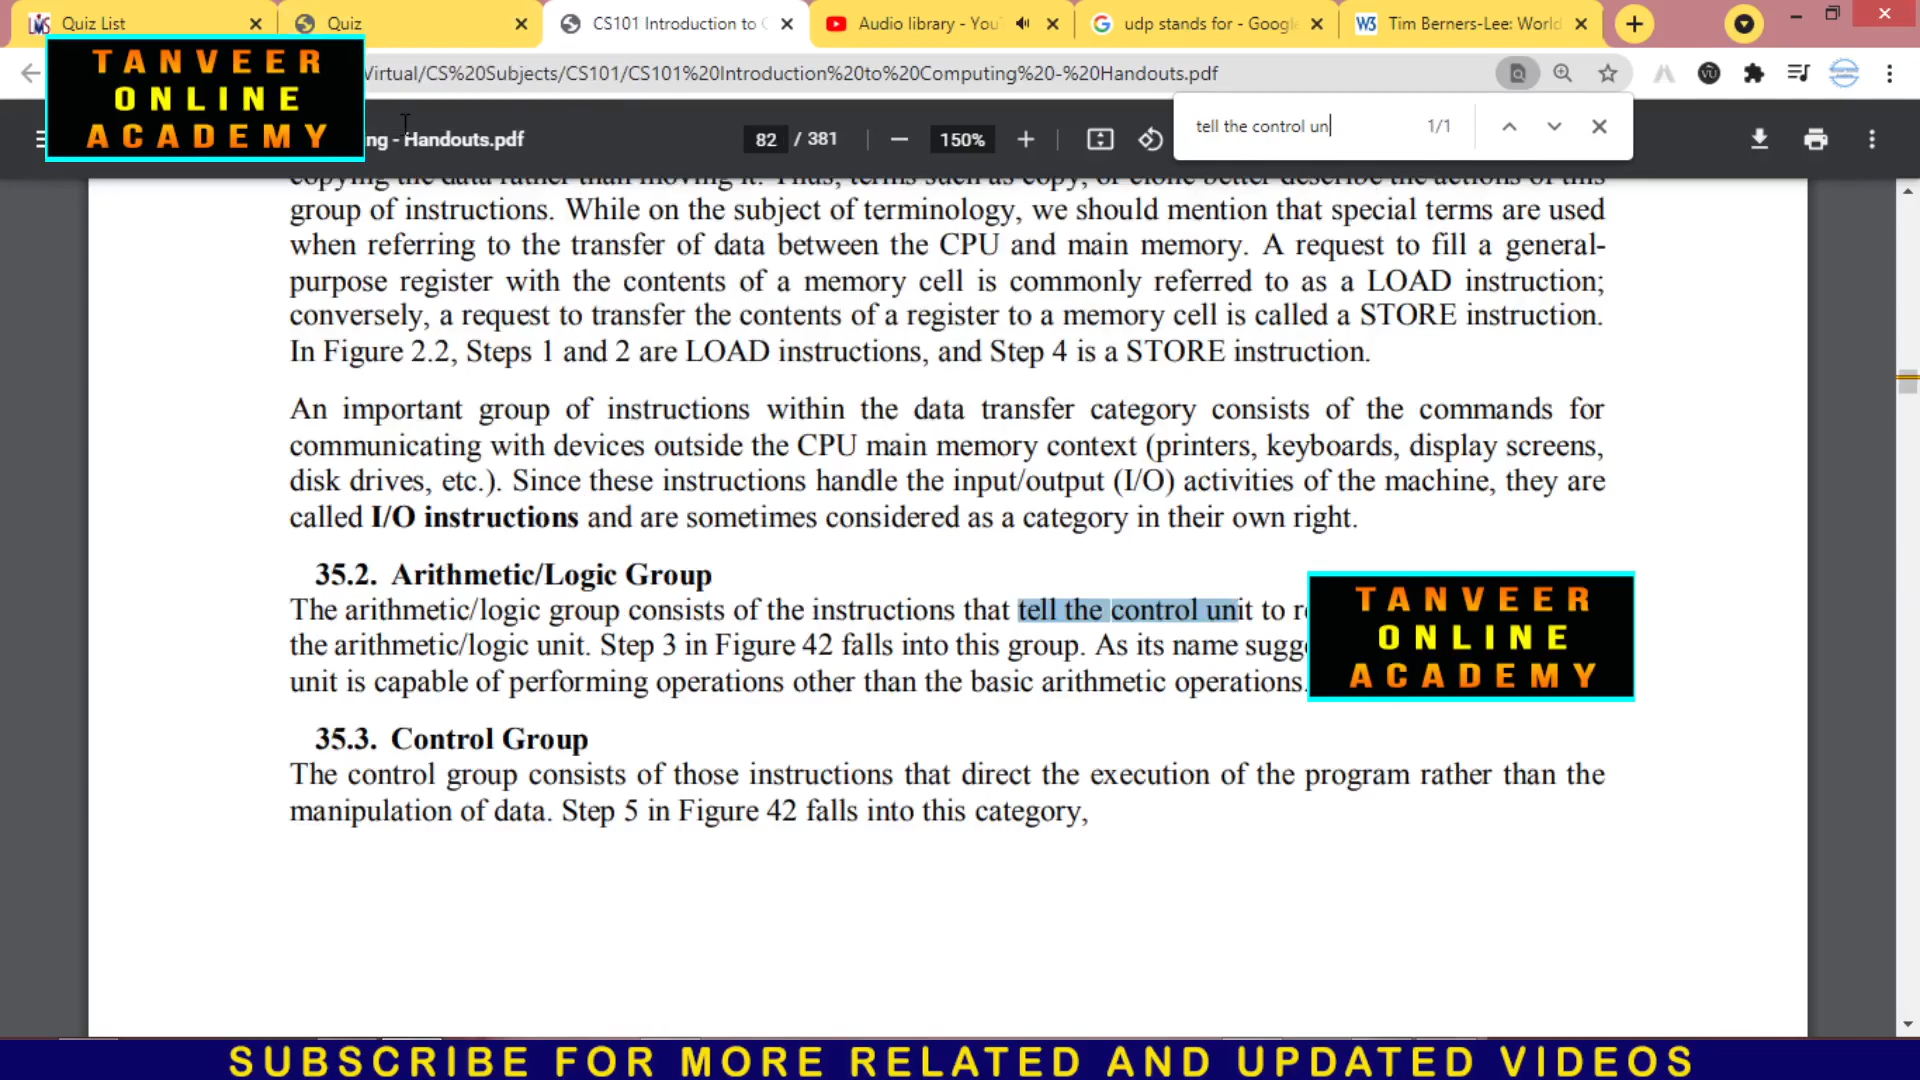 Quiz List
Quiz
CS101 Introduction to
Audio library - You
udp stands for - Google
Tim Berners-Lee: World
Virtual/CS%20Subjects/CS101/CS101%20Introduction%20to%20Computing%20-%20Handouts.pdf
TANVEER
ONLINE
ACADEMY
ng - Handouts.pdf
82 / 381
150%
tell the control un
1/1
group of instructions. While on the subject of terminology, we should mention that special terms are used
when referring to the transfer of data between the CPU and main memory. A request to fill a general-
purpose register with the contents of a memory cell is commonly referred to as a LOAD instruction;
conversely, a request to transfer the contents of a register to a memory cell is called a STORE instruction.
In Figure 2.2, Steps 1 and 2 are LOAD instructions, and Step 4 is a STORE instruction.
An important group of instructions within the data transfer category consists of the commands for
communicating with devices outside the CPU main memory context (printers, keyboards, display screens,
disk drives, etc.). Since these instructions handle the input/output (I/O) activities of the machine, they are
called I/O instructions and are sometimes considered as a category in their own right.
35.2. Arithmetic/Logic Group
The arithmetic/logic group consists of the instructions that tell the control unit to
the arithmetic/logic unit. Step 3 in Figure 42 falls into this group. As its name
unit is capable of performing operations other than the basic arithmetic operations.
TANVEER
ONLINE
ACADEMY
35.3. Control Group
The control group consists of those instructions that direct the execution of the program rather than the
manipulation of data. Step 5 in Figure 42 falls into this category,
SUBSCRIBE FOR MORE RELATED AND UPDATED VIDEOS